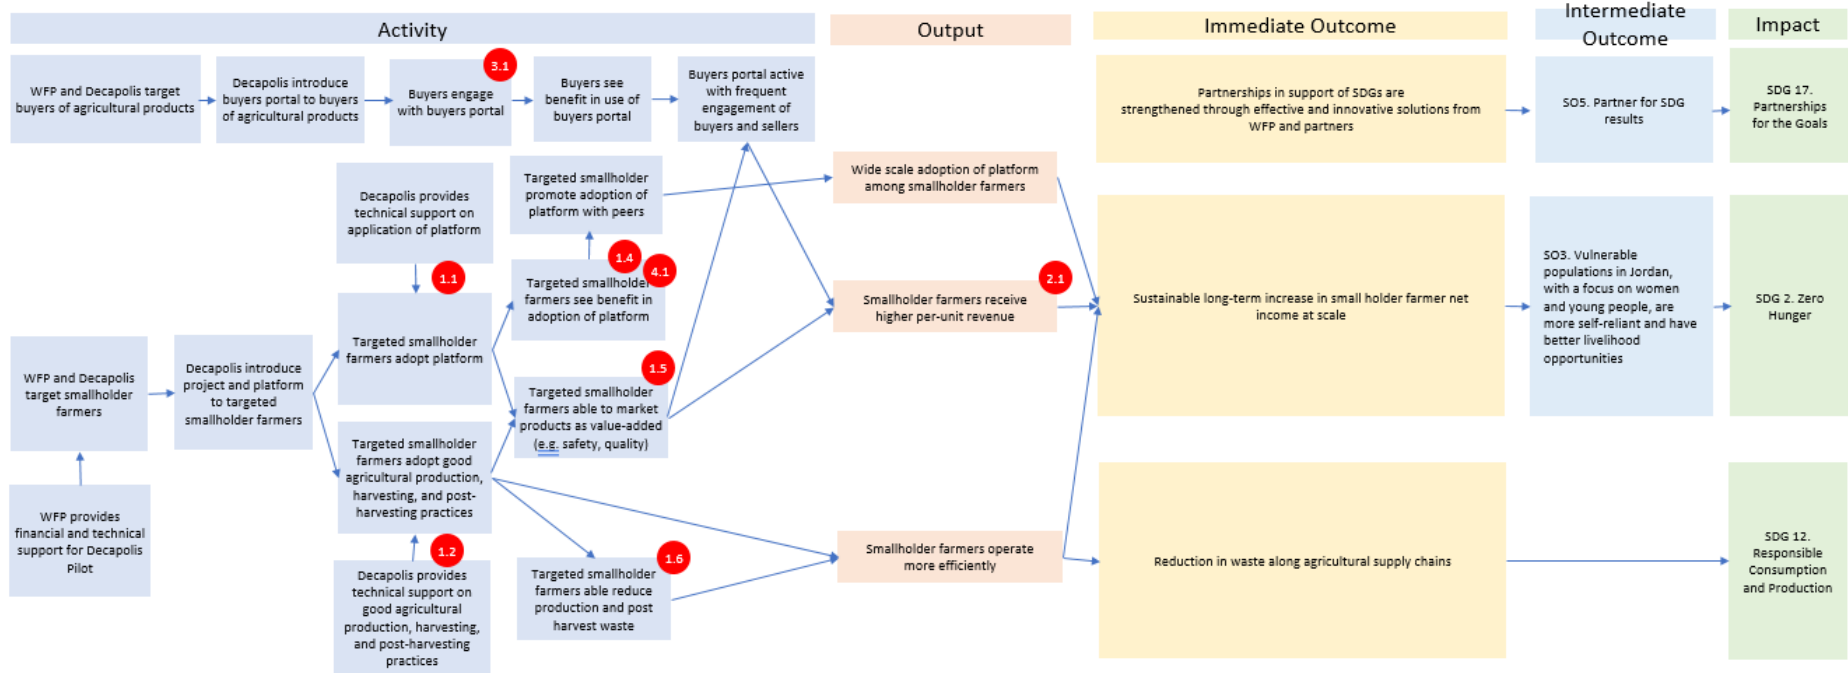 Activity
Output
Immediate Outcome
Intermediate
Outcome
Impact
WFP and Decapolis target
buyers of agricultural products
Decapolis introduce
buyers portal to buyers
of agricultural products
3.1
Buyers engage
with buyers portal
Buyers see
benefit in use of
buyers portal
Buyers portal active
with frequent
engagement of
buyers and sellers
Partnerships in support of SDGs are
strengthened through effective and innovative solutions from
WFP and partners
SO5. Partner for SDG
results
SDG 17.
Partnerships
for the Goals
Decapolis provides
technical support on
application of platform
Targeted smallholder
promote adoption of
platform with peers
Wide scale adoption of platform
among smallholder farmers
1.1
1.4
4.1
Targeted smallholder
farmers see benefit in
adoption of platform
2.1
Smallholder farmers receive
higher per-unit revenue
Sustainable long-term increase in small holder farmer net
income at scale
SO3. Vulnerable
populations in Jordan,
with a focus on women
and young people, are
more self-reliant and have
better livelihood
opportunities
SDG 2. Zero
Hunger
WFP and Decapolis
target smallholder
farmers
Decapolis introduce
project and platform
to targeted
smallholder farmers
Targeted smallholder
farmers adopt platform
1.5
Targeted smallholder
farmers able to market
products as value-added
(e.g. safety, quality)
Targeted smallholder
farmers adopt good
agricultural production,
harvesting, and post-
harvesting practices
WFP provides
financial and technical
support for Decapolis
Pilot
1.2
Decapolis provides
technical support on
good agricultural
production, harvesting,
and post-harvesting
practices
1.6
Targeted smallholder
farmers able reduce
production and post
harvest waste
Smallholder farmers operate
more efficiently
Reduction in waste along agricultural supply chains
SDG 12.
Responsible
Consumption
and Production